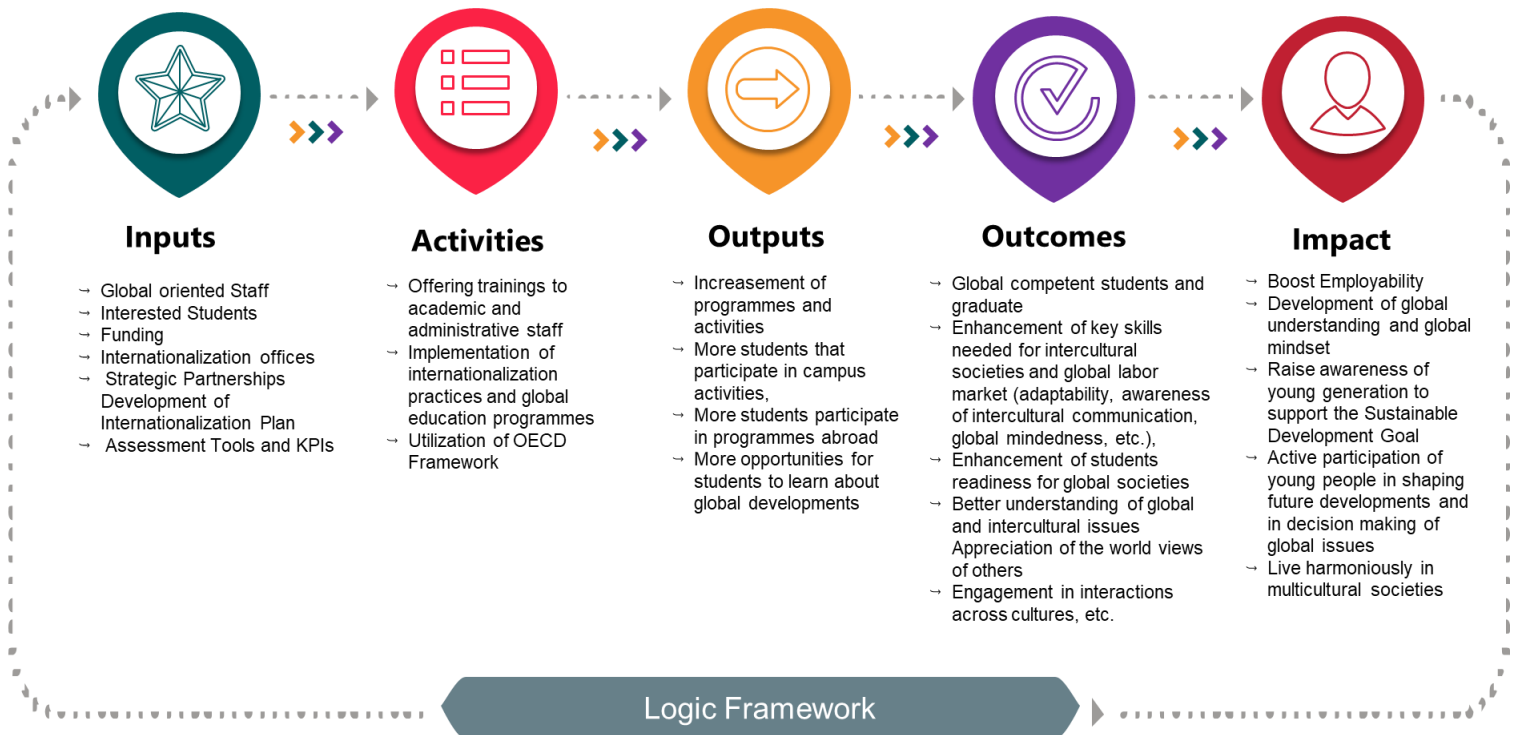 Inputs
Global oriented Staff
Interested Students
Funding
Internationalization offices
Strategic Partnerships
Development of
Internationalization Plan
Assessment Tools and KPIs
Activities
Offering trainings to
academic and
administrative staff
Implementation of
internationalization
practices and global
education programmes
Utilization of OECD
Framework
Outputs
Increasement of
programmes and
activities
More students that
participate in campus
activities,
More students participate
in programmes abroad
More opportunities for
students to learn about
global developments
Outcomes
Global competent students and
graduate
Enhancement of key skills
needed for intercultural
societies and global labor
market (adaptability, awareness
of intercultural communication,
global mindedness, etc.),
Enhancement of students
readiness for global societies
Better understanding of global
and intercultural issues
Appreciation of the world views
of others
Engagement in interactions
across cultures, etc.
Impact
Boost Employability
Development of global
understanding and global
mindset
Raise awareness of
young generation to
support the Sustainable
Development Goal
Active participation of
young people in shaping
future developments and
in decision making of
global issues
Live harmoniously in
multicultural societies
Logic Framework